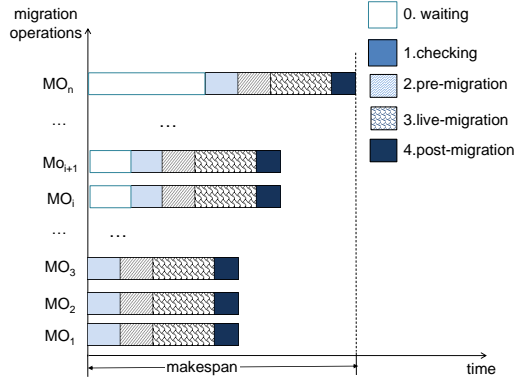 migration
operations
0. waiting
1.checking
2.pre-migration
3.live-migration
4.post-migration
MOn
... ...
Moi+1
MOi
... ...
MO3
MO2
MO1
makespan
time